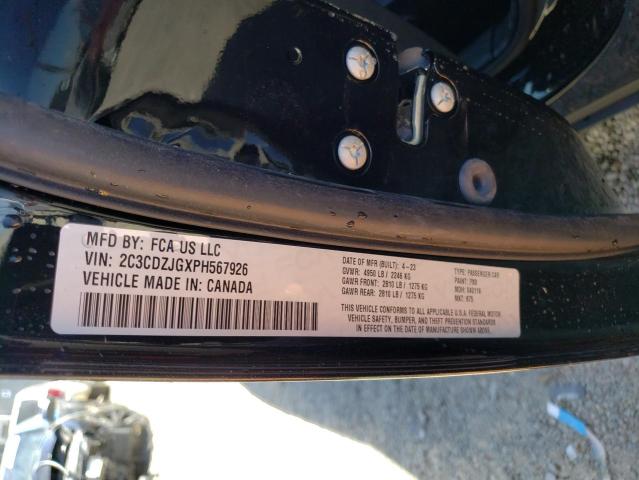 MFD BY: FCA US LLC
VIN: 2C3CDZJGXPH567926
VEHICLE MADE IN: CANADA
DATE OF MFR (BUILT): 4-23
GVWR: 4950 LB / 2246 KG
GAWR FRONT: 2810 LB / 1275 KG
GAWR REAR: 2810 LB / 1275 KG
TYPE: PASSENGER CAR
PAINT:
MDH:
MKT:
THIS VEHICLE CONFORMS TO ALL APPLICABLE U.S.A. FEDERAL MOTOR
VEHICLE SAFETY, BUMPER, AND THEFT PREVENTION STANDARDS
IN EFFECT ON THE DATE OF MANUFACTURE SHOWN ABOVE.